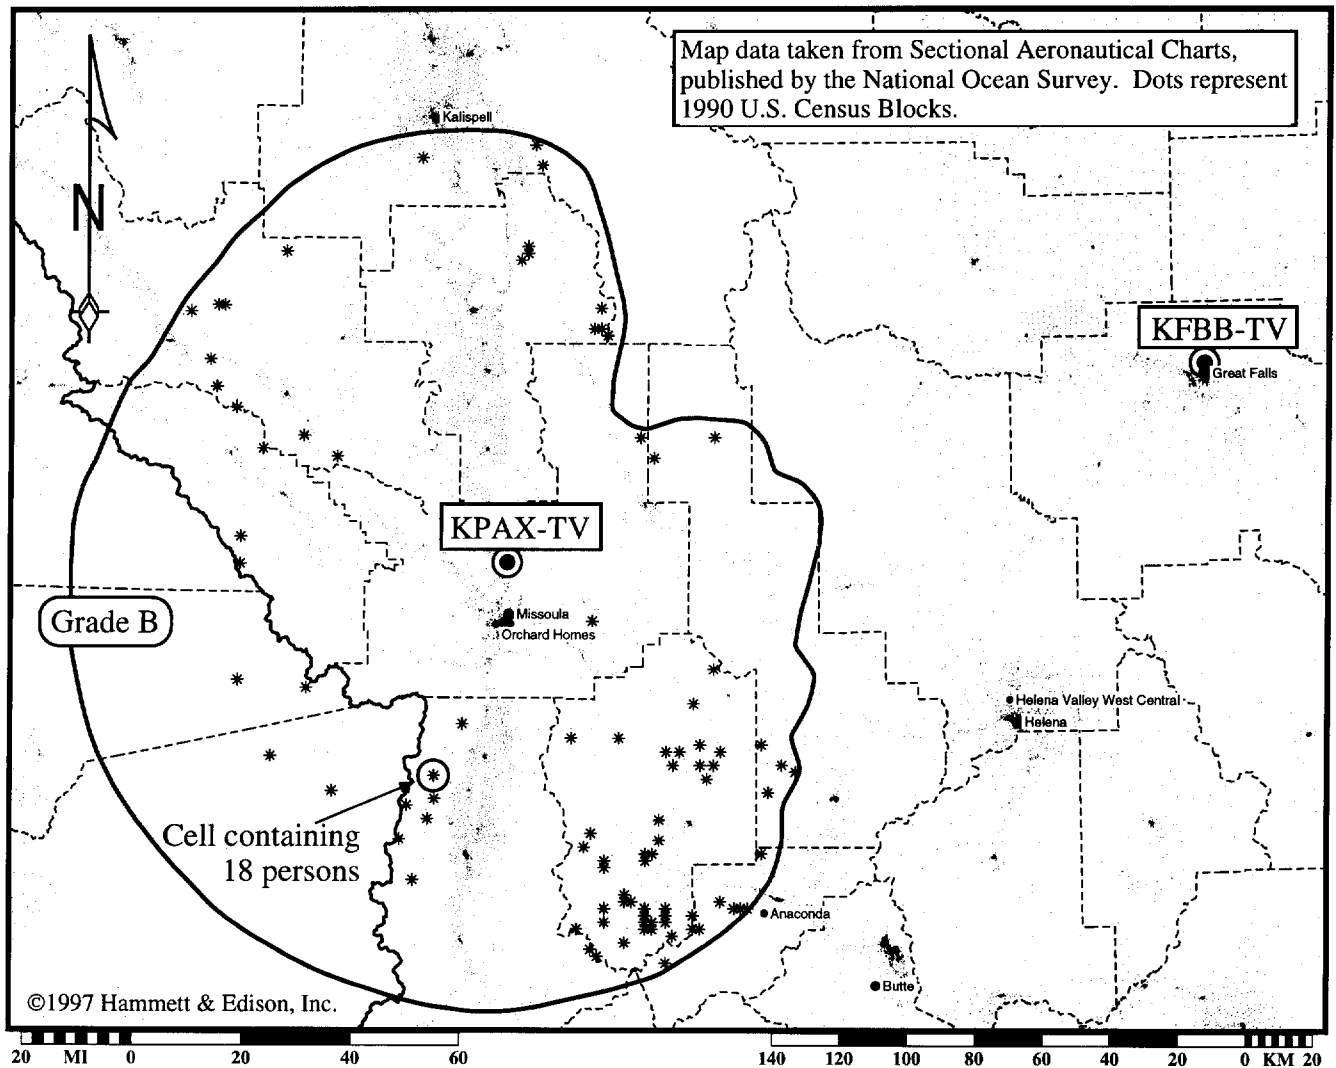 Map data taken from Sectional Aeronautical Charts,
published by the National Ocean Survey.  Dots represent
1990 U.S. Census Blocks.
Kalispell
N
KFBB-TV
Great Falls
KPAX-TV
Missoula
Orchard Homes
Grade B
Helena Valley West Central
Helena
Cell containing
18 persons
Anaconda
Butte
©1997 Hammett & Edison, Inc.
20 MI 0 20 40 60 140 120 100 80 60 40 20 0 KM 20